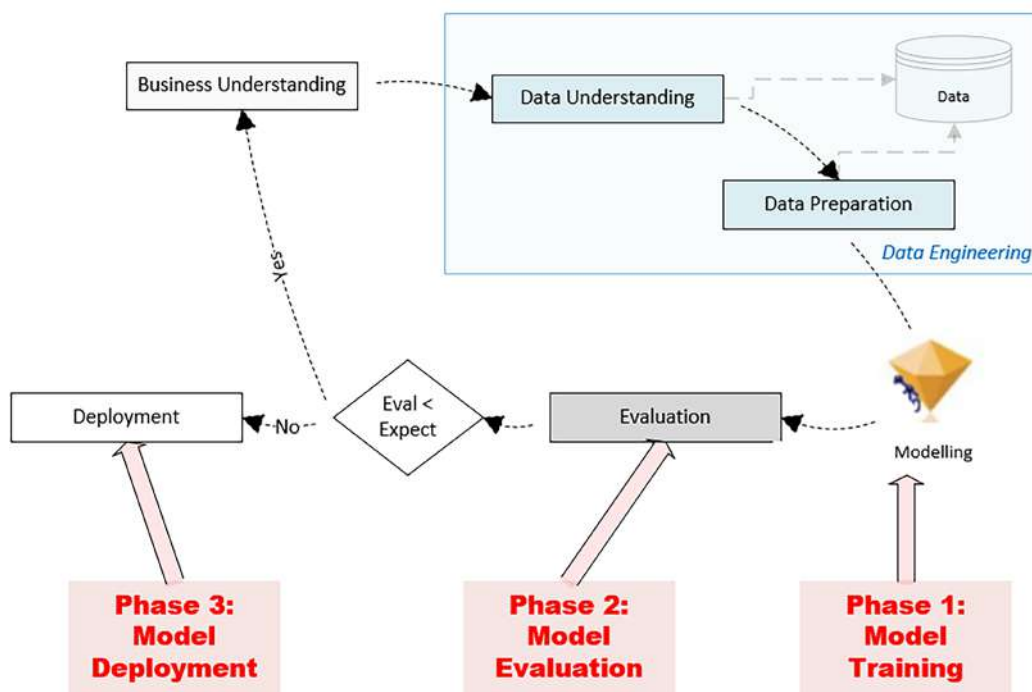 Business Understanding
Data Understanding
Data
Data Preparation
Data Engineering
Yes
Deployment
No
Eval <
Expect
Evaluation
Modelling
Phase 3:
Model
Deployment
Phase 2:
Model
Evaluation
Phase 1:
Model
Training